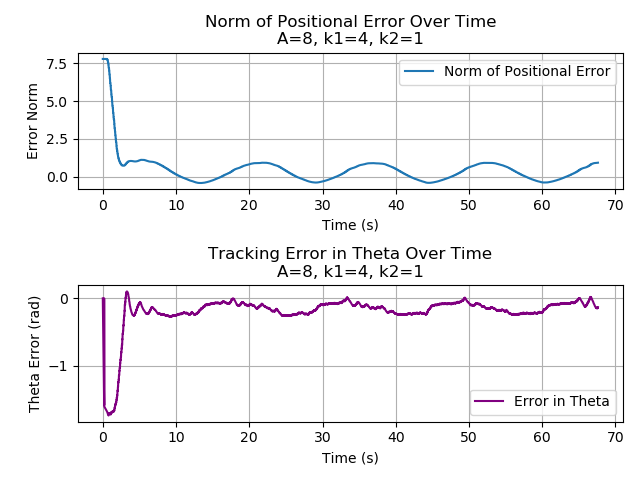 Norm of Positional Error Over Time
A=8, k1=4, k2=1
Error Norm
7.5
5.0
2.5
0.0
Norm of Positional Error
0 10 20 30 40 50 60 70
Time (s)
Tracking Error in Theta Over Time
A=8, k1=4, k2=1
Theta Error (rad)
0
−1
Error in Theta
0 10 20 30 40 50 60 70
Time (s)